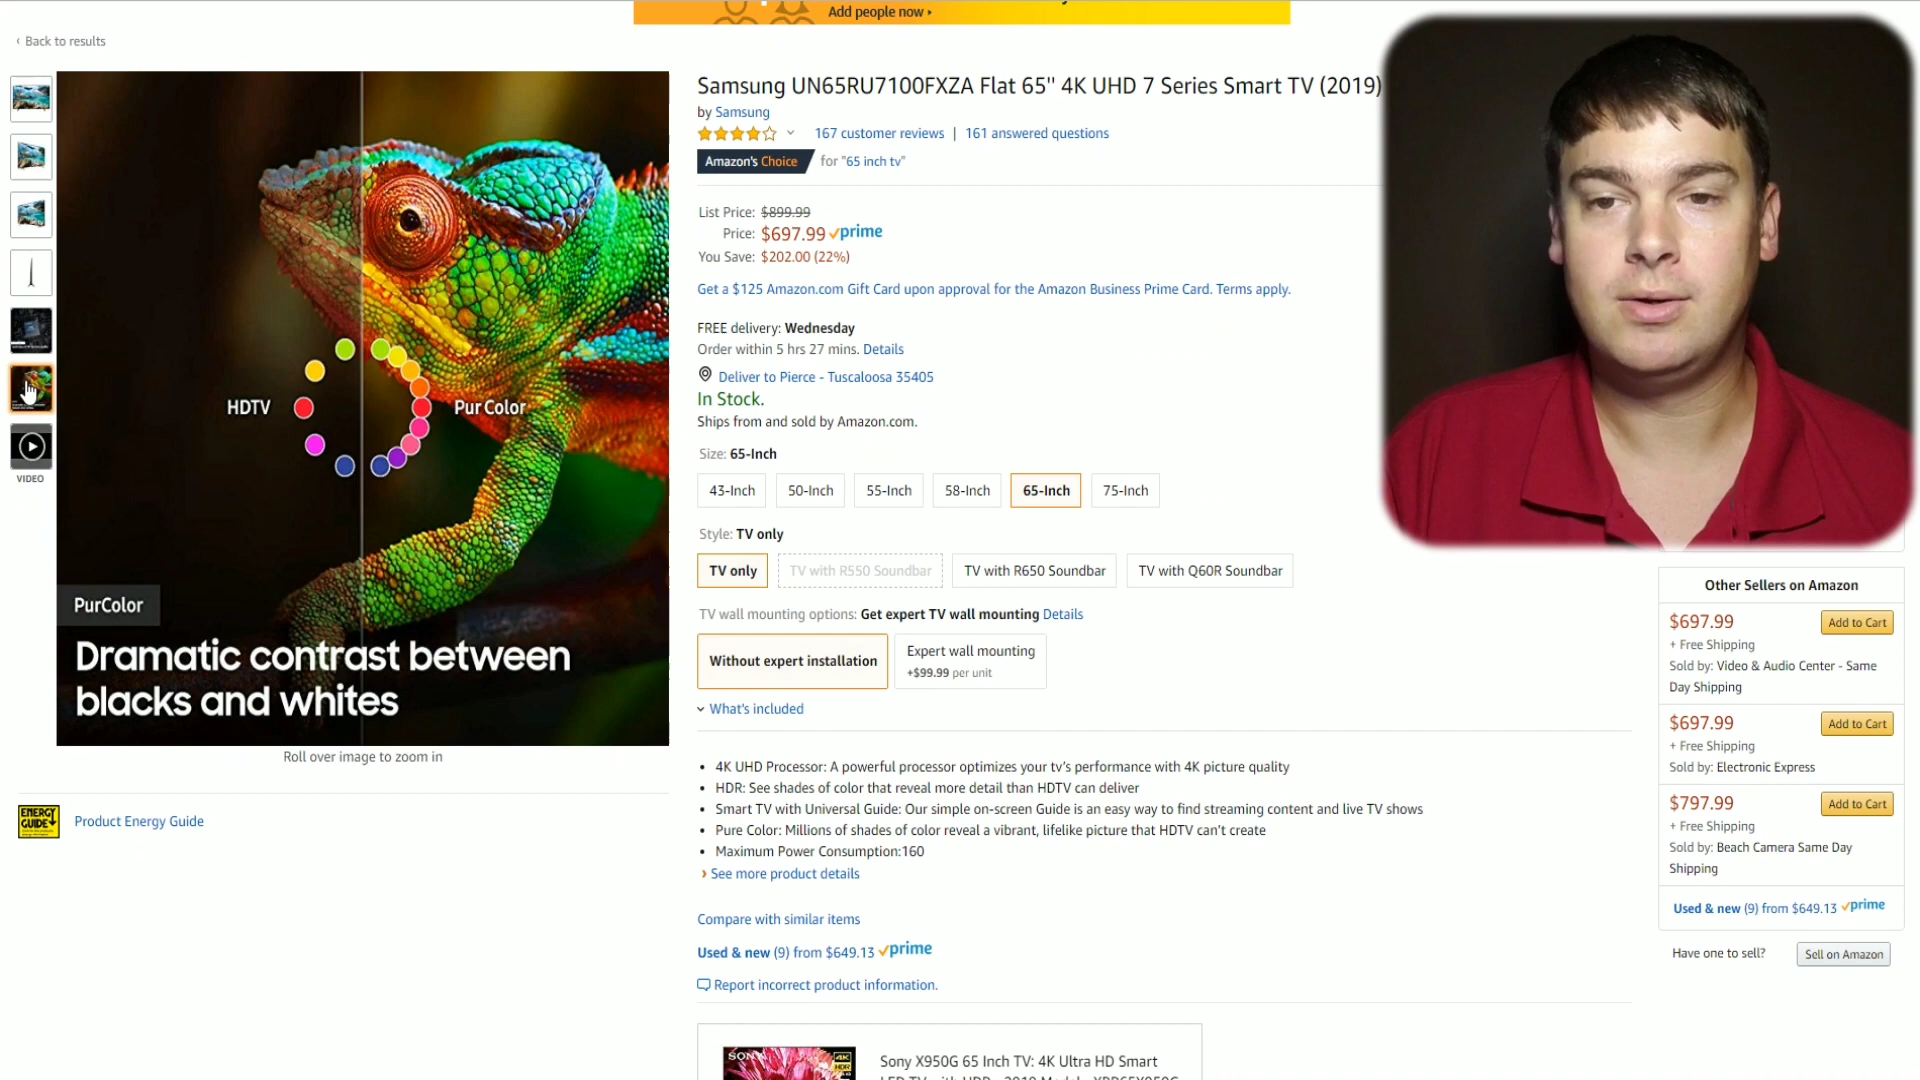 Add people now ▸
‹ Back to results
VIDEO
HDTV
Pur Color
PurColor
Dramatic contrast between
blacks and whites
Roll over image to zoom in
ENERGY
GUIDE
Product Energy Guide
Samsung UN65RU7100FXZA Flat 65'' 4K UHD 7 Series Smart TV (2019)
by Samsung
167 customer reviews | 161 answered questions
Amazon's Choice for "65 inch tv"
List Price: $899.99
Price: $697.99 prime
You Save: $202.00 (22%)
Get a $125 Amazon.com Gift Card upon approval for the Amazon Business Prime Card. Terms apply.
FREE delivery: Wednesday
Order within 5 hrs 27 mins. Details
Deliver to Pierce - Tuscaloosa 35405
In Stock.
Ships from and sold by Amazon.com.
Size: 65-Inch
43-Inch 50-Inch 55-Inch 58-Inch 65-Inch 75-Inch
Style: TV only
TV only TV with R550 Soundbar TV with R650 Soundbar TV with Q60R Soundbar
TV wall mounting options: Get expert TV wall mounting Details
Without expert installation
Expert wall mounting
+$99.99 per unit
What's included
• 4K UHD Processor: A powerful processor optimizes your tv’s performance with 4K picture quality
• HDR: See shades of color that reveal more detail than HDTV can deliver
• Smart TV with Universal Guide: Our simple on-screen Guide is an easy way to find streaming content and live TV shows
• Pure Color: Millions of shades of color reveal a vibrant, lifelike picture that HDTV can't create
• Maximum Power Consumption:160
› See more product details
Compare with similar items
Used & new (9) from $649.13 prime
Report incorrect product information.
SONY
4K
HDR
Sony X950G 65 Inch TV: 4K Ultra HD Smart
LED TV with HDR - 2019 Model - XBR65X950G
Other Sellers on Amazon
$697.99 Add to Cart
+ Free Shipping
Sold by: Video & Audio Center - Same
Day Shipping
$697.99 Add to Cart
+ Free Shipping
Sold by: Electronic Express
$797.99 Add to Cart
+ Free Shipping
Sold by: Beach Camera Same Day
Shipping
Used & new (9) from $649.13 prime
Have one to sell? Sell on Amazon